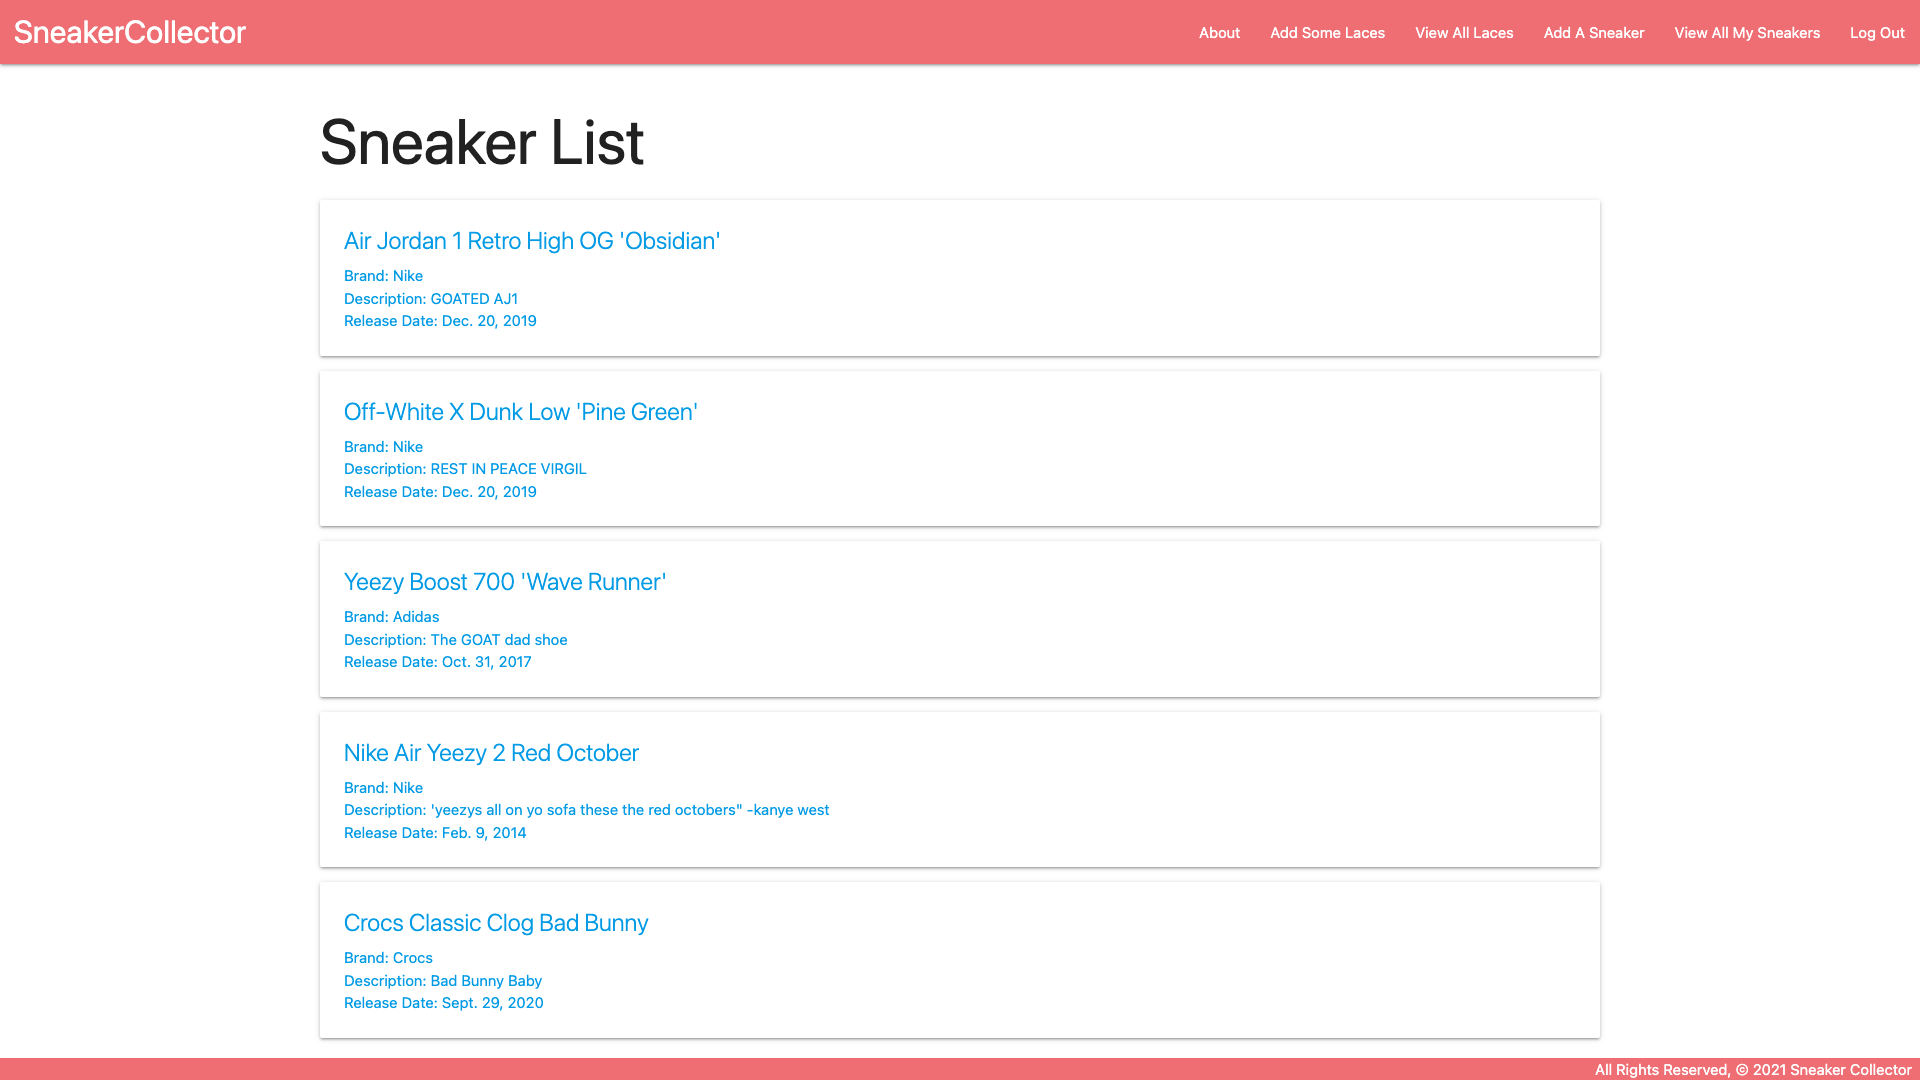 SneakerCollector
About
Add Some Laces
View All Laces
Add A Sneaker
View All My Sneakers
Log Out
Sneaker List
Air Jordan 1 Retro High OG 'Obsidian'
Brand: Nike
Description: GOATED AJ1
Release Date: Dec. 20, 2019
Off-White X Dunk Low 'Pine Green'
Brand: Nike
Description: REST IN PEACE VIRGIL
Release Date: Dec. 20, 2019
Yeezy Boost 700 'Wave Runner'
Brand: Adidas
Description: The GOAT dad shoe
Release Date: Oct. 31, 2017
Nike Air Yeezy 2 Red October
Brand: Nike
Description: 'yeezys all on yo sofa these the red octobers" -kanye west
Release Date: Feb. 9, 2014
Crocs Classic Clog Bad Bunny
Brand: Crocs
Description: Bad Bunny Baby
Release Date: Sept. 29, 2020
All Rights Reserved, © 2021 Sneaker Collector